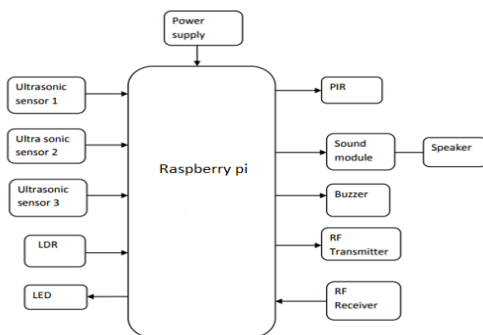 Power
supply
Ultrasonic
sensor 1
Ultra sonic
sensor 2
Ultrasonic
sensor 3
LDR
LED
Raspberry pi
PIR
Sound
module
Speaker
Buzzer
RF
Transmitter
RF
Receiver